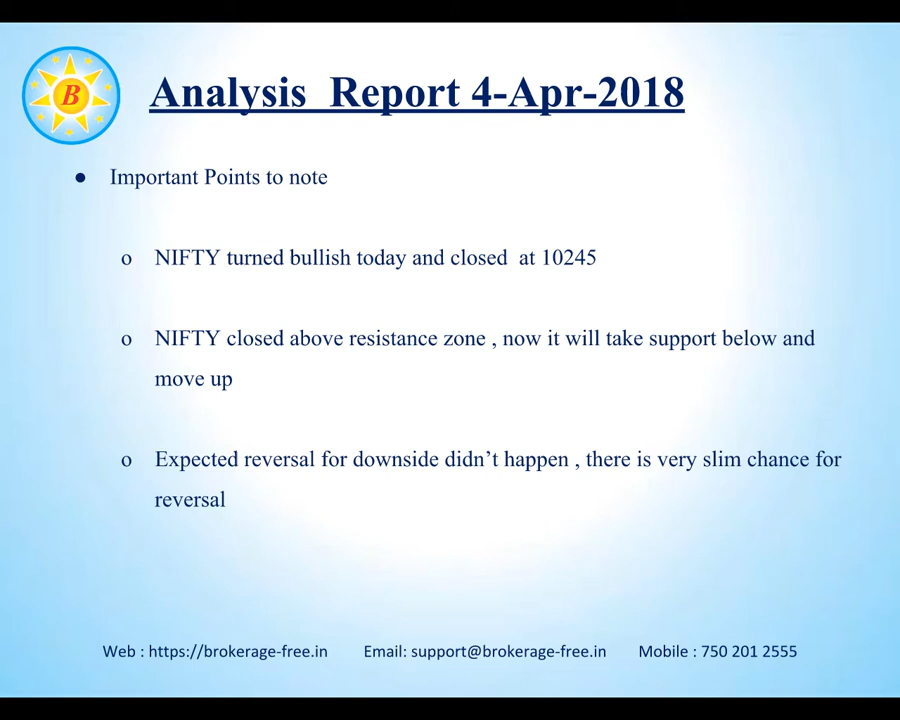 B
Analysis Report 4-Apr-2018
● Important Points to note
o NIFTY turned bullish today and closed at 10245
o NIFTY closed above resistance zone , now it will take support below and
move up
o Expected reversal for downside didn’t happen , there is very slim chance for
reversal
Web : https://brokerage-free.in Email: support@brokerage-free.in Mobile : 750 201 2555